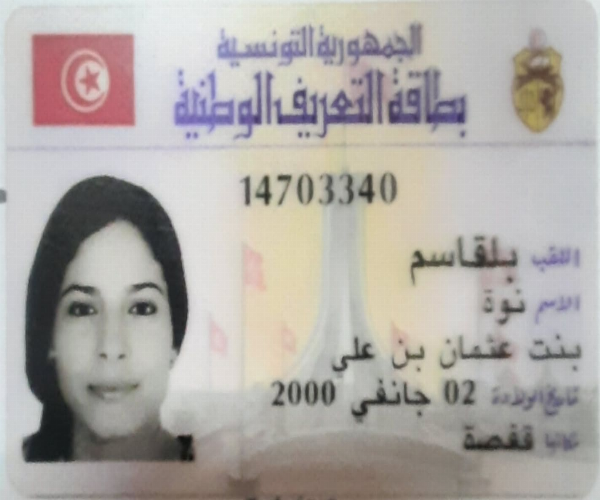 الجمهورية التونسية
بطاقة التعريف الوطنية
14703340
اللقب بلقاسم
الاسم نوة
بنت عثمان بن علي
تاريخ الولادة 02 جانفي 2000
مكانها قفصة